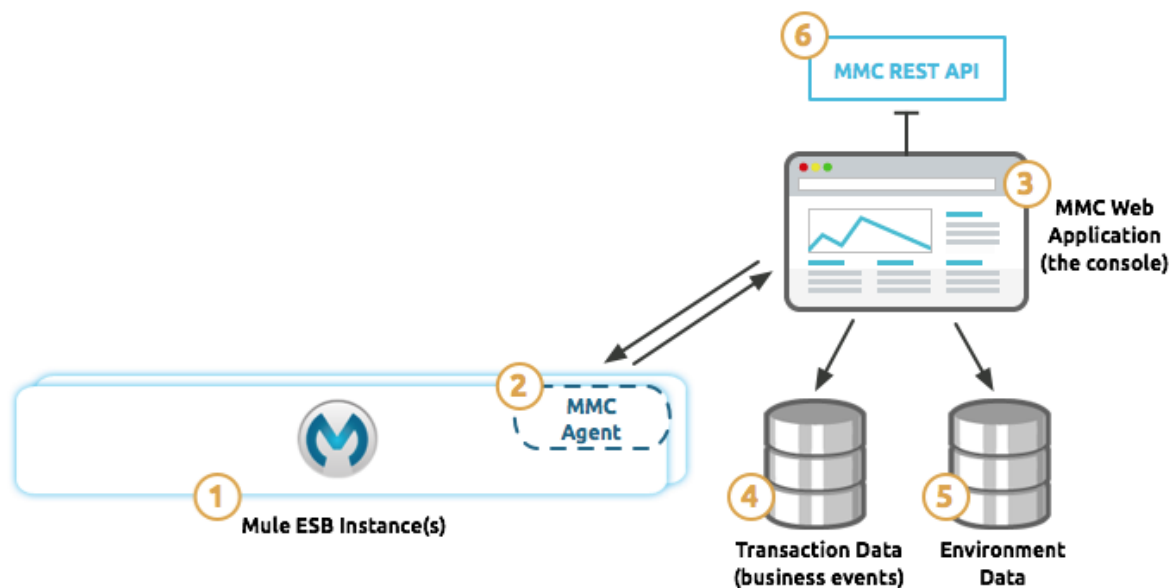 6
MMC REST API
3
MMC Web
Application
(the console)
2
MMC
Agent
1
Mule ESB Instance(s)
4
Transaction Data
(business events)
5
Environment
Data